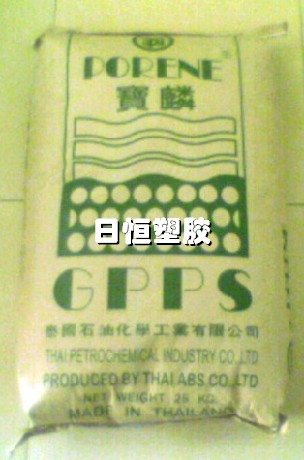 PORENE
®
寶麟
日恒塑胶
GPPS
泰國石油化學工業有限公司
THAI PETROCHEMICAL INDUSTRY CO.,LTD
PRODUCED BY THAI ABS CO.,LTD
NET WEIGHT 25 KG.
MADE IN THAILAND